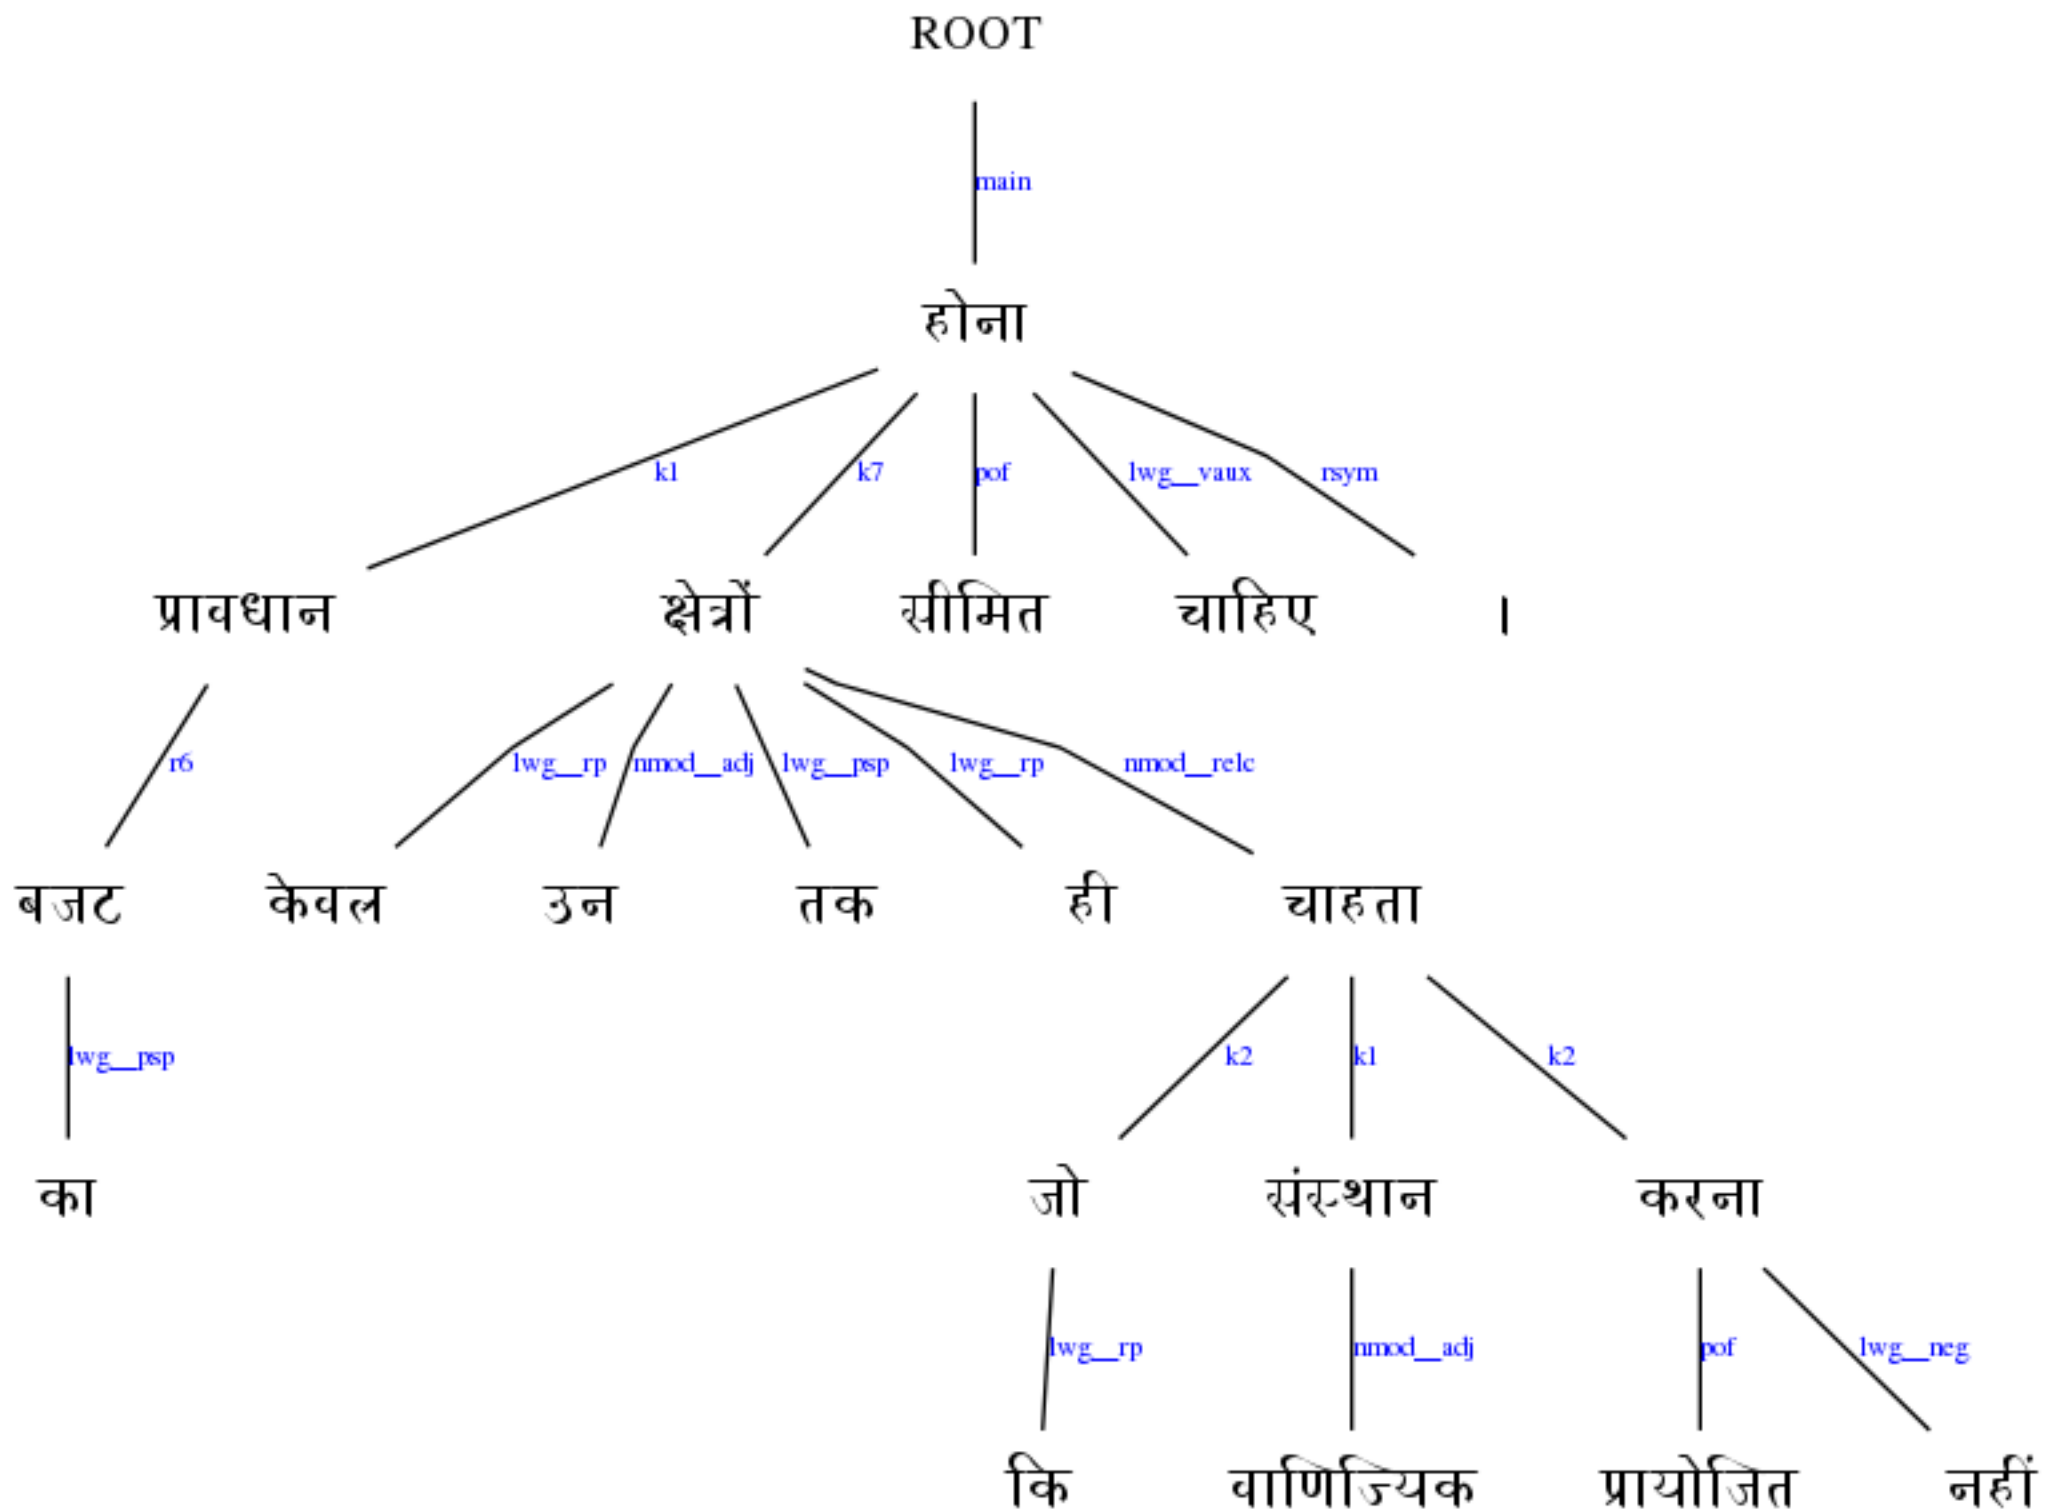 ROOT
main
होना
k1 k7 pof lwg__vaux rsym
प्रावधान क्षेत्रों सीमित चाहिए ।
r6 lwg__rp nmod__adj lwg__psp lwg__rp nmod__relc
बजट केवल उन तक ही चाहता
lwg__psp k2 k1 k2
का जो संस्थान करना
lwg__rp nmod__adj pof lwg__neg
कि वाणिज्यिक प्रायोजित नहीं